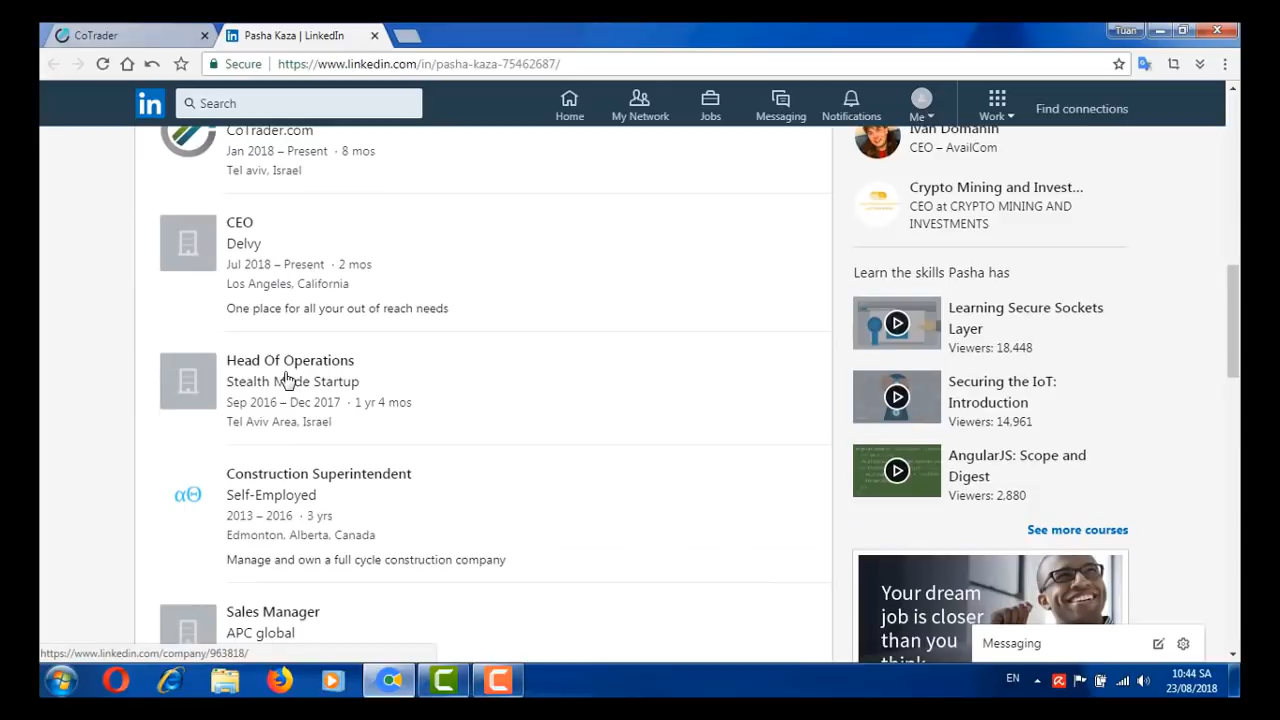 CoTrader
Pasha Kaza | LinkedIn
Tuan
Secure
https://www.linkedin.com/in/pasha-kaza-75462687/
in
Search
Home
My Network
Jobs
Messaging
Notifications
Me
Work
Find connections
CoTrader.com
Jan 2018 – Present · 8 mos
Tel aviv, Israel
CEO
Delvy
Jul 2018 – Present · 2 mos
Los Angeles, California
One place for all your out of reach needs
Head Of Operations
Stealth Mode Startup
Sep 2016 – Dec 2017 · 1 yr 4 mos
Tel Aviv Area, Israel
αΘ
Construction Superintendent
Self-Employed
2013 – 2016 · 3 yrs
Edmonton, Alberta, Canada
Manage and own a full cycle construction company
Sales Manager
APC global
Ivan Domanin
CEO – AvailCom
Crypto Mining and Invest...
CEO at CRYPTO MINING AND
INVESTMENTS
Learn the skills Pasha has
Learning Secure Sockets
Layer
Viewers: 18,448
Securing the IoT:
Introduction
Viewers: 14,961
AngularJS: Scope and
Digest
Viewers: 2,880
See more courses
Your dream
job is closer
than you
think
Messaging
https://www.linkedin.com/company/963818/
EN
10:44 SA
23/08/2018